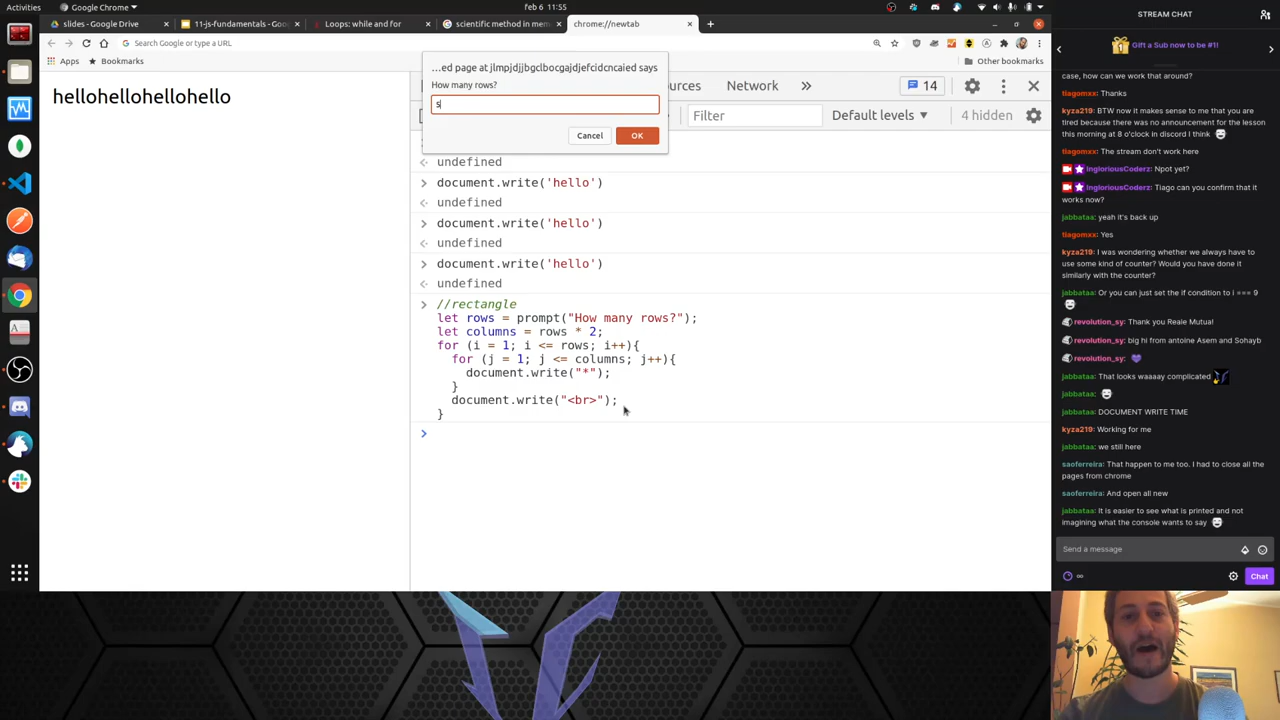 Activities
Google Chrome
feb 6 11:55
slides - Google Drive
11-js-fundamentals - Goo
Loops: while and for
scientific method in mem
chrome://newtab
STREAM CHAT
Search Google or type a URL
Gift a Sub now to be #1!
Apps
Bookmarks
Other bookmarks
hellohellohellohello
...ed page at jlmpjdjjbgclbocgajdjefcidcncaied says
How many rows?
s
Cancel
OK
urces
Network
14
Filter
Default levels
4 hidden
undefined
document.write('hello')
undefined
document.write('hello')
undefined
document.write('hello')
undefined
//rectangle
let rows = prompt("How many rows?");
let columns = rows * 2;
for (i = 1; i <= rows; i++){
for (j = 1; j <= columns; j++){
document.write("*");
}
document.write("<br>");
}
case, how can we work that around?
tiagomxx: Thanks
kyza219: BTW now it makes sense to me that you are
tired because there was no announcement for the lesson
this morning at 8 o'clock in discord I think
tiagomxx: The stream don't work here
IngloriousCoderz: Npot yet?
IngloriousCoderz: Tiago can you confirm that it
works now?
jabbataa: yeah it's back up
tiagomxx: Yes
kyza219: I was wondering whether we always have to
use some kind of counter? Would you have done it
similarly with the counter?
jabbataa: Or you can just set the if condition to i === 9
revolution_sy: Thank you Reale Mutua!
revolution_sy: big hi from antoine Asem and Sohayb
revolution_sy:
jabbataa: That looks waaaay complicated
jabbataa:
jabbataa: DOCUMENT WRITE TIME
kyza219: Working for me
jabbataa: we still here
saoferreira: That happen to me too. I had to close all the
pages from chrome
saoferreira: And open all new
jabbataa: It is easier to see what is printed and not
imagining what the console wants to say
Send a message
Chat